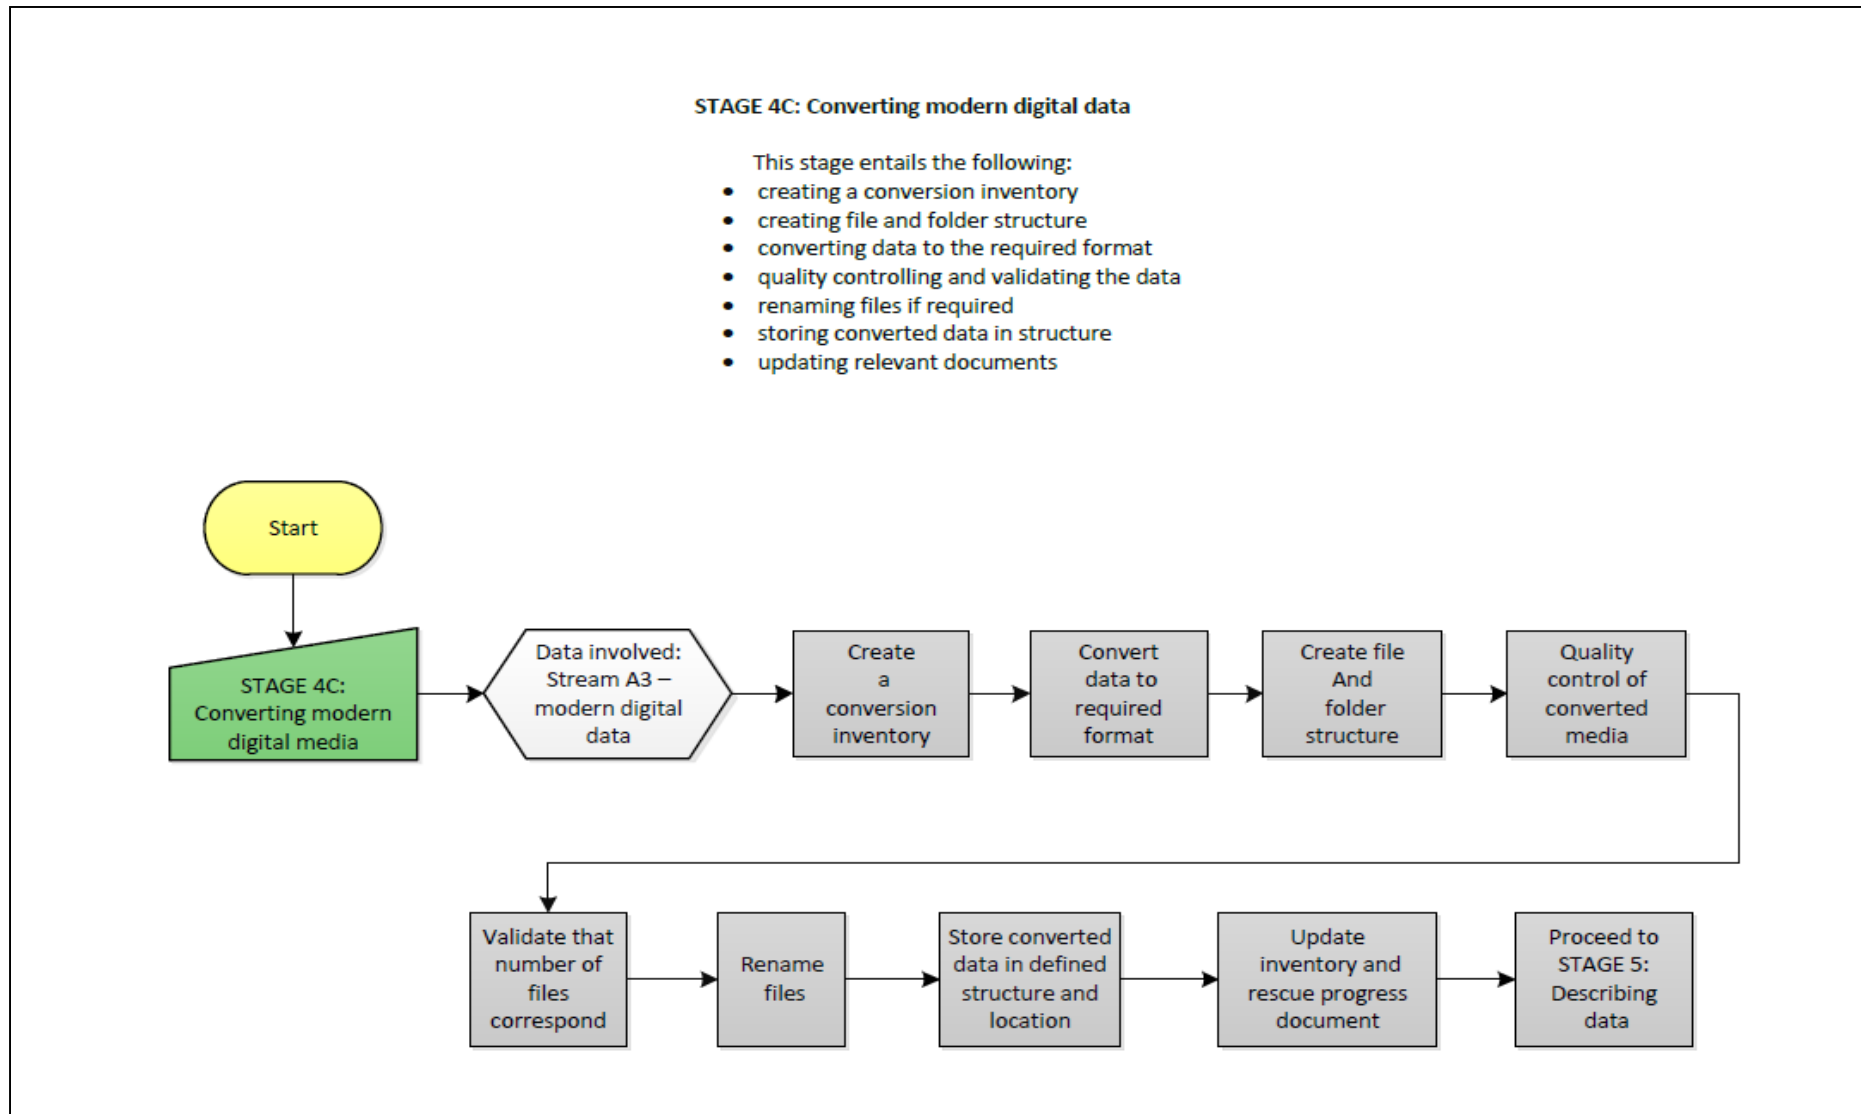 STAGE 4C: Converting modern digital data
This stage entails the following:
• creating a conversion inventory
• creating file and folder structure
• converting data to the required format
• quality controlling and validating the data
• renaming files if required
• storing converted data in structure
• updating relevant documents
Start
STAGE 4C:
Converting modern
digital media
Data involved:
Stream A3 –
modern digital
data
Create
a
conversion
inventory
Convert
data to
required
format
Create file
And
folder
structure
Quality
control of
converted
media
Validate that
number of
files
correspond
Rename
files
Store converted
data in defined
structure and
location
Update
inventory and
rescue progress
document
Proceed to
STAGE 5:
Describing
data